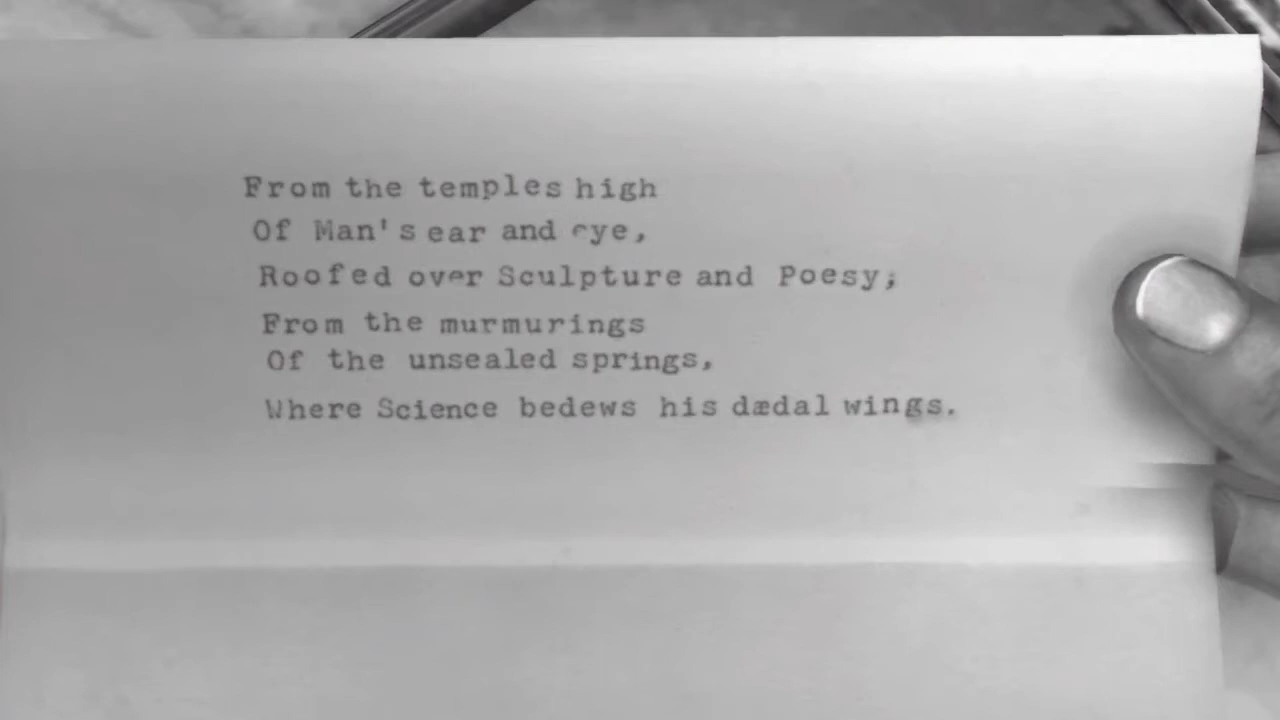 From the temples high
Of Man's ear and eye,
Roofed over Sculpture and Poesy;
From the murmurings
Of the unsealed springs,
Where Science bedews his dædal wings.